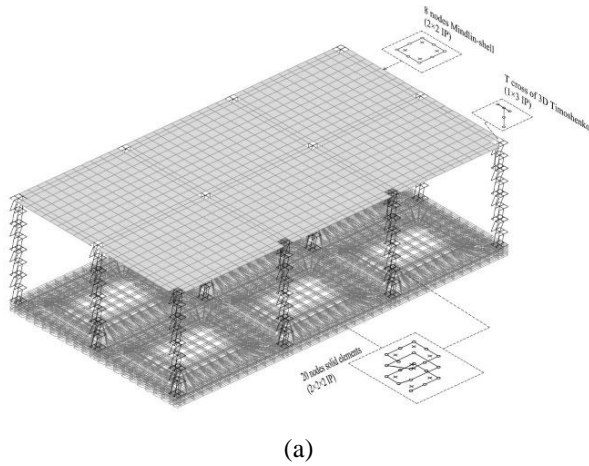 8 nodes Mindlin-shell
(2×2 IP)
T cross of 3D Timoshenko
(1×3 IP)
20 nodes solid elements
(2×2×2 IP)
(a)